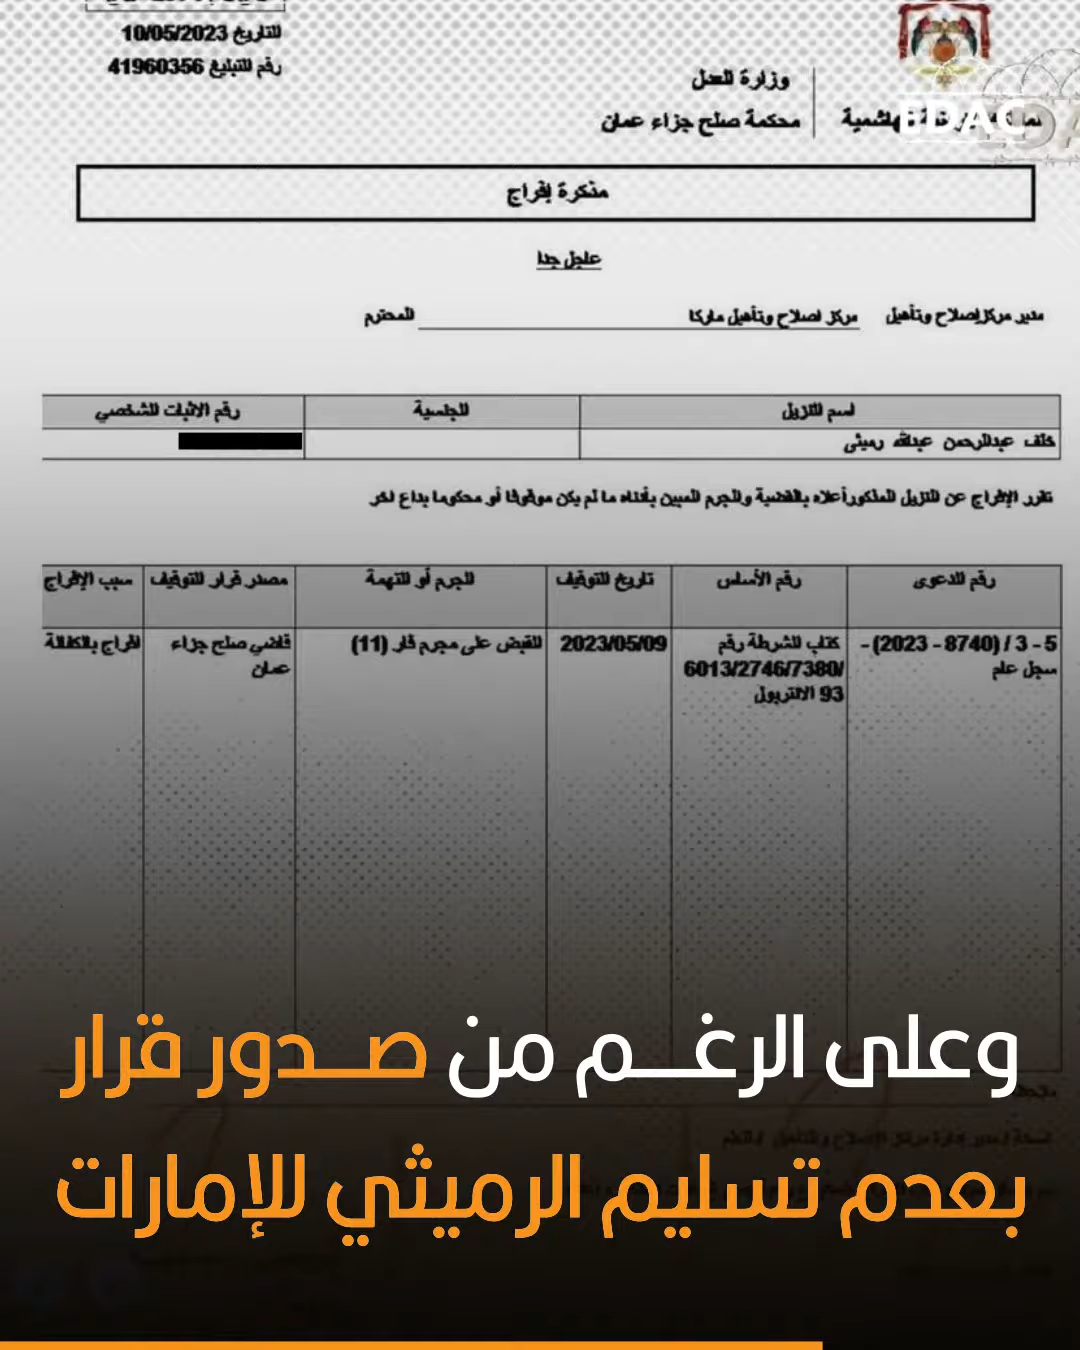 التاريخ 10/05/2023
رقم التبليغ 41960356
وزارة العدل
محكمة صلح جزاء عمان
EDAC
مذكرة إفراج
عاجل جدا
مدير مركز إصلاح وتأهيل مركز اصلاح وتأهيل ماركا المحترم
اسم النزيل الجنسية رقم الاثبات الشخصي
خلف عبدالرحمن عبدالله رميثي
تقرر الإفراج عن النزيل المذكور أعلاه بالقضية والجرم المبين بأدناه ما لم يكن موقوفا أو محكوما بداع اخر
رقم الدعوى رقم الأساس تاريخ التوقيف الجرم أو التهمة مصدر قرار التوقيف سبب الإفراج
5 - 3 / (8740 - 2023) - سجل عام
كتاب الشرطة رقم
6013/2746/7380/
93 الانتربول
2023/05/09
القبض على مجرم فار (11)
قاضي صلح جزاء
عمان
افراج بالكفالة
وعلى الرغم من صدور قرار
بعدم تسليم الرميثي للإمارات